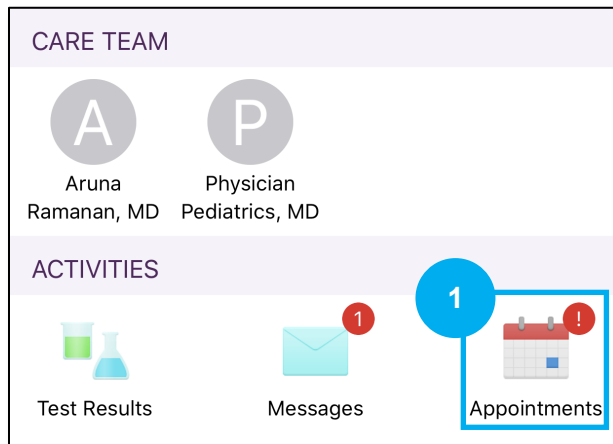 CARE TEAM
A
P
Aruna
Ramanan, MD
Physician
Pediatrics, MD
ACTIVITIES
1
1
!
Test Results
Messages
Appointments